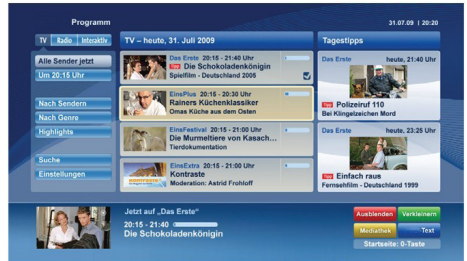 Programm
31.07.09 | 20:20
TV Radio Interaktiv
TV – heute, 31. Juli 2009
Tagestipps
Alle Sender jetzt
Um 20:15 Uhr
Nach Sendern
Nach Genre
Highlights
Suche
Einstellungen
Das Erste 20:15 - 21:40 Uhr
Tipp Die Schokoladenkönigin
Spielfilm - Deutschland 2005
EinsPlus 20:15 - 20:30 Uhr
Rainers Küchenklassiker
Omas Küche aus dem Osten
EinsFestival 20:15 - 21:00 Uhr
Die Murmeltiere von Kasach...
Tierdokumentation
EinsExtra 20:15 - 21:00 Uhr
Kontraste
Moderation: Astrid Frohloff
Das Erste heute, 21:40 Uhr
Tipp Polizeiruf 110
Bei Klingelzeichen Mord
Das Erste heute, 23:25 Uhr
Tipp Einfach raus
Fernsehfilm - Deutschland 1999
Jetzt auf „Das Erste“
20:15 - 21:40
Die Schokoladenkönigin
Ausblenden Verkleinern
Mediathek Text
Startseite: 0-Taste